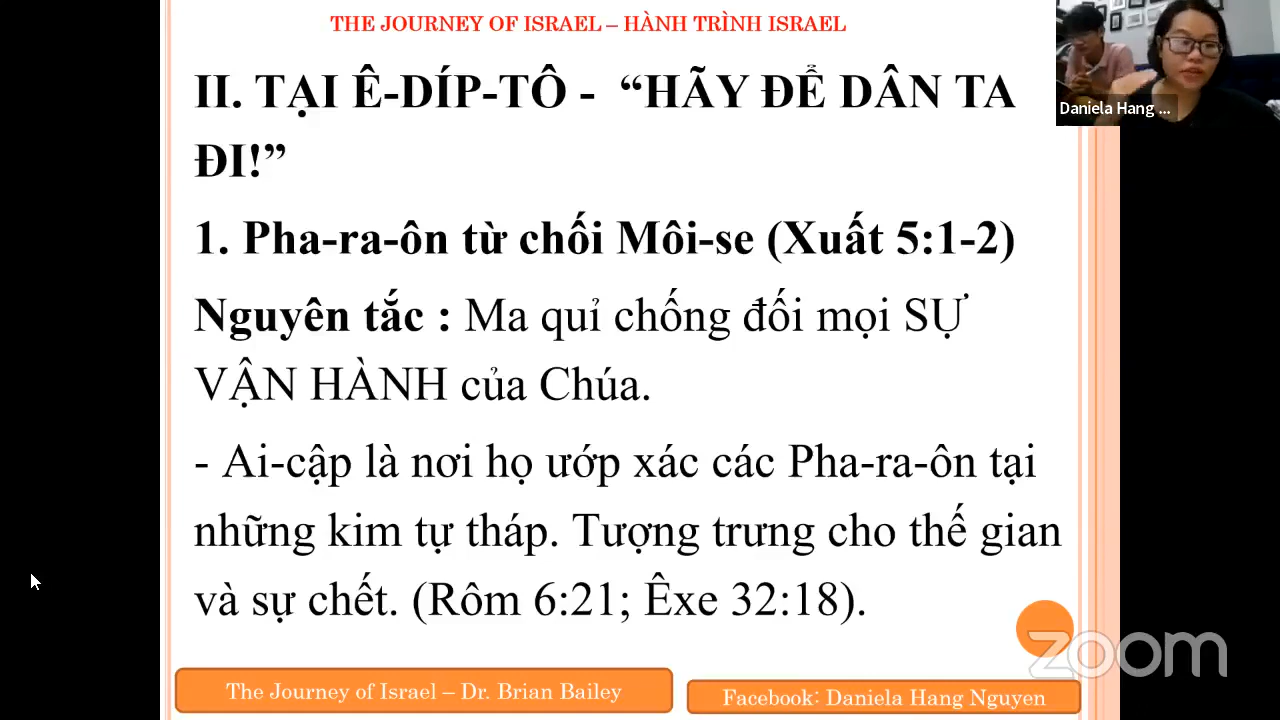 THE JOURNEY OF ISRAEL – HÀNH TRÌNH ISRAEL
II. TẠI Ê-DÍP-TÔ - “HÃY ĐỂ DÂN TA
ĐI!”
1. Pha-ra-ôn từ chối Môi-se (Xuất 5:1-2)
Nguyên tắc : Ma quỉ chống đối mọi SỰ
VẬN HÀNH của Chúa.
- Ai-cập là nơi họ ướp xác các Pha-ra-ôn tại
những kim tự tháp. Tượng trưng cho thế gian
và sự chết. (Rôm 6:21; Êxe 32:18).
Daniela Hang ...
zoom
The Journey of Israel – Dr. Brian Bailey
Facebook: Daniela Hang Nguyen